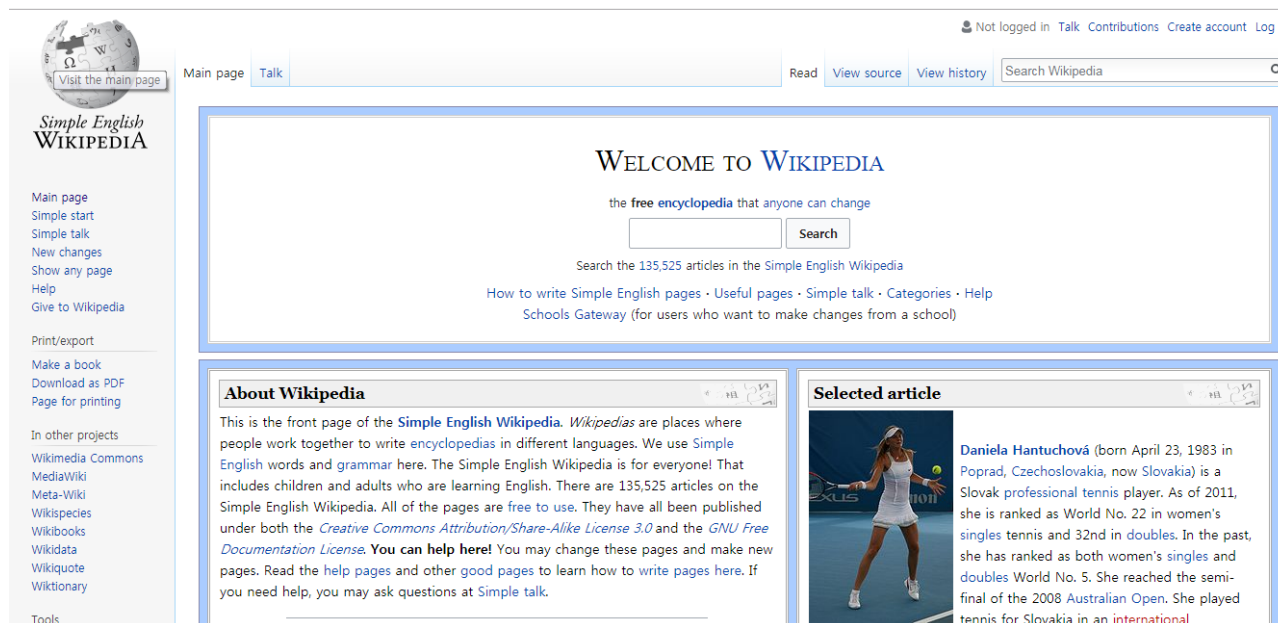 Not logged in Talk Contributions Create account Log
Visit the main page
Simple English
WIKIPEDIA
Main page Talk
Read View source View history Search Wikipedia
Main page
Simple start
Simple talk
New changes
Show any page
Help
Give to Wikipedia
Print/export
Make a book
Download as PDF
Page for printing
In other projects
Wikimedia Commons
MediaWiki
Meta-Wiki
Wikispecies
Wikibooks
Wikidata
Wikiquote
Wiktionary
Tools
WELCOME TO WIKIPEDIA
the free encyclopedia that anyone can change
Search
Search the 135,525 articles in the Simple English Wikipedia
How to write Simple English pages · Useful pages · Simple talk · Categories · Help
Schools Gateway (for users who want to make changes from a school)
About Wikipedia
This is the front page of the Simple English Wikipedia. Wikipedias are places where
people work together to write encyclopedias in different languages. We use Simple
English words and grammar here. The Simple English Wikipedia is for everyone! That
includes children and adults who are learning English. There are 135,525 articles on the
Simple English Wikipedia. All of the pages are free to use. They have all been published
under both the Creative Commons Attribution/Share-Alike License 3.0 and the GNU Free
Documentation License. You can help here! You may change these pages and make new
pages. Read the help pages and other good pages to learn how to write pages here. If
you need help, you may ask questions at Simple talk.
Selected article
Daniela Hantuchová (born April 23, 1983 in
Poprad, Czechoslovakia, now Slovakia) is a
Slovak professional tennis player. As of 2011,
she is ranked as World No. 22 in women's
singles tennis and 32nd in doubles. In the past,
she has ranked as both women's singles and
doubles World No. 5. She reached the semi-
final of the 2008 Australian Open. She played
tennis for Slovakia in an international